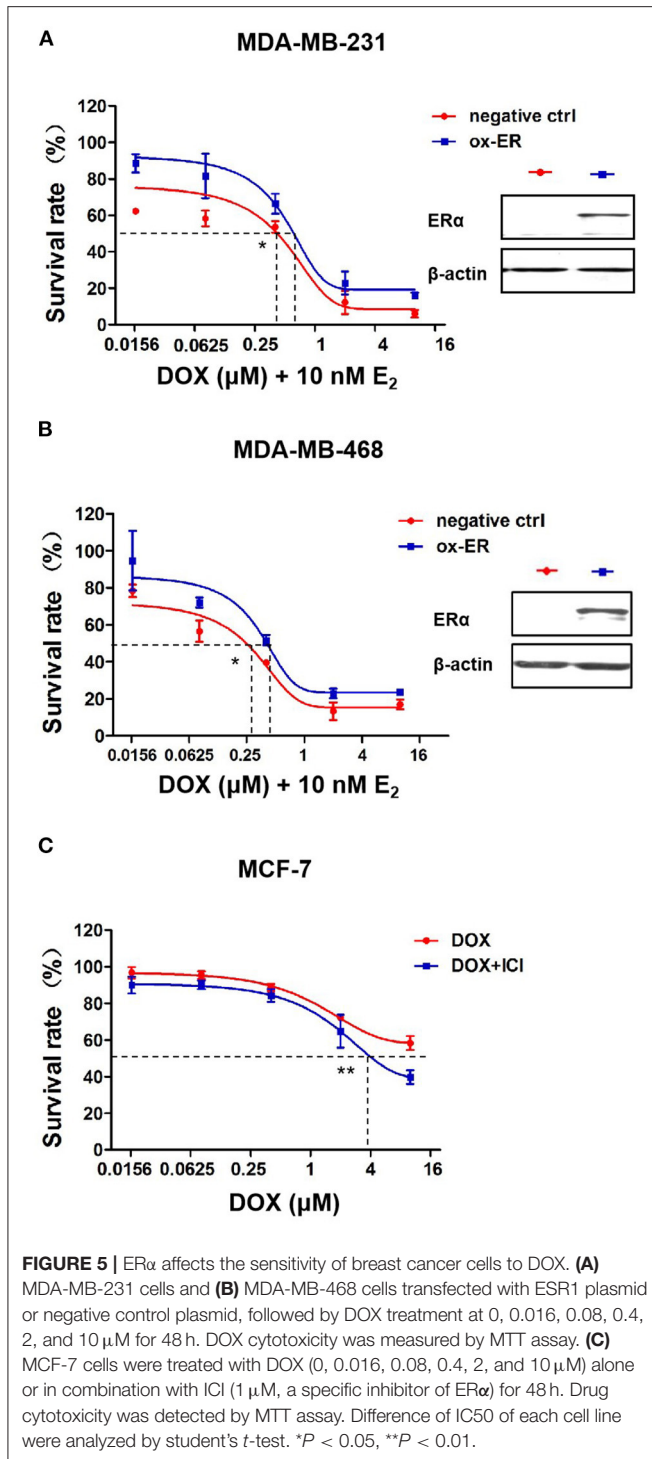 A
MDA-MB-231
negative ctrl
ox-ER
120
100
80
60
40
20
0
Survival rate (%)
*
0.0156 0.0625 0.25 1 4 16
DOX (µM) + 10 nM E₂
ERα
β-actin
B
MDA-MB-468
negative ctrl
ox-ER
120
100
80
60
40
20
0
Survival rate (%)
*
0.0156 0.0625 0.25 1 4 16
DOX (µM) + 10 nM E₂
ERα
β-actin
C
MCF-7
DOX
DOX+ICI
120
100
80
60
40
20
0
Survival rate (%)
**
0.0156 0.0625 0.25 1 4 16
DOX (µM)
FIGURE 5 | ERα affects the sensitivity of breast cancer cells to DOX. (A)
MDA-MB-231 cells and (B) MDA-MB-468 cells transfected with ESR1 plasmid
or negative control plasmid, followed by DOX treatment at 0, 0.016, 0.08, 0.4,
2, and 10 µM for 48 h. DOX cytotoxicity was measured by MTT assay. (C)
MCF-7 cells were treated with DOX (0, 0.016, 0.08, 0.4, 2, and 10 µM) alone
or in combination with ICI (1 µM, a specific inhibitor of ERα) for 48 h. Drug
cytotoxicity was detected by MTT assay. Difference of IC50 of each cell line
were analyzed by student's t-test. *P < 0.05, **P < 0.01.